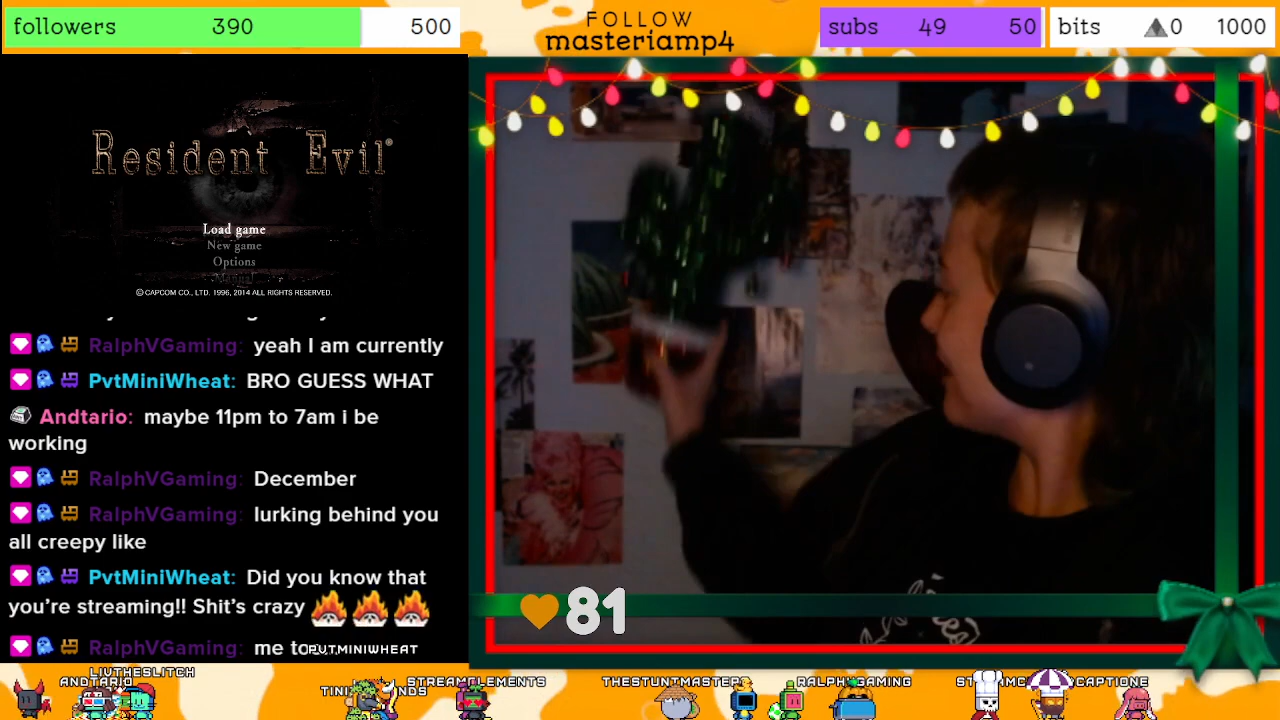 followers 390 500
FOLLOW
masteriamp4
subs 49 50
bits 0 1000
Resident Evil®
Load game
New game
Options
© CAPCOM CO., LTD. 1996, 2014 ALL RIGHTS RESERVED.
RalphVGaming: yeah I am currently
PvtMiniWheat: BRO GUESS WHAT
Andtario: maybe 11pm to 7am i be
working
RalphVGaming: December
RalphVGaming: lurking behind you
all creepy like
PvtMiniWheat: Did you know that
you're streaming!! Shit's crazy
RalphVGaming: me
PVTMINIWHEAT
81
LIVTHESLITCH
ANDTARIO
STREAMELEMENTS
THESTUNTMASTER